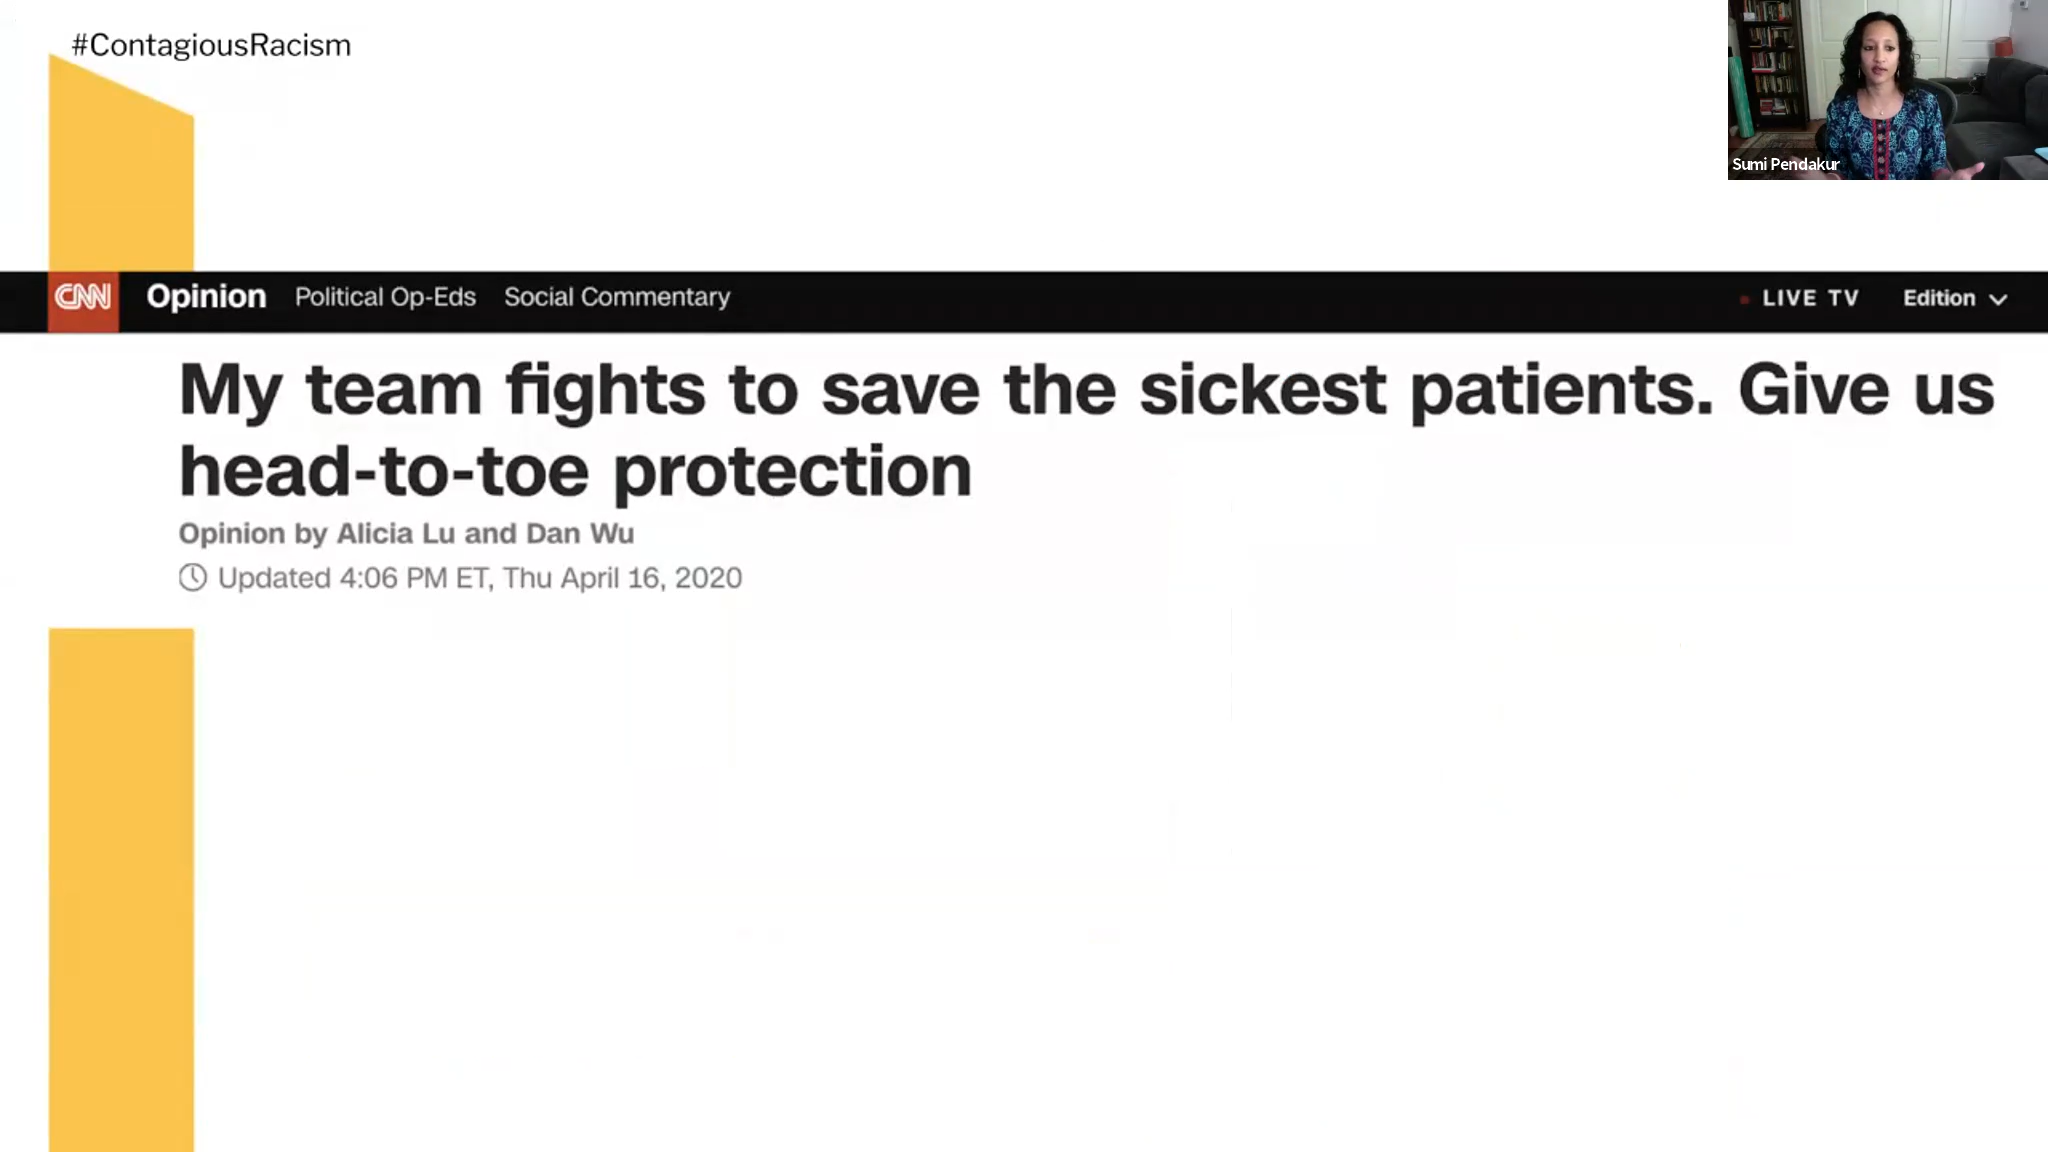 #ContagiousRacism
Sumi Pendakur
CNN Opinion Political Op-Eds Social Commentary LIVE TV Edition
My team fights to save the sickest patients. Give us
head-to-toe protection
Opinion by Alicia Lu and Dan Wu
Updated 4:06 PM ET, Thu April 16, 2020